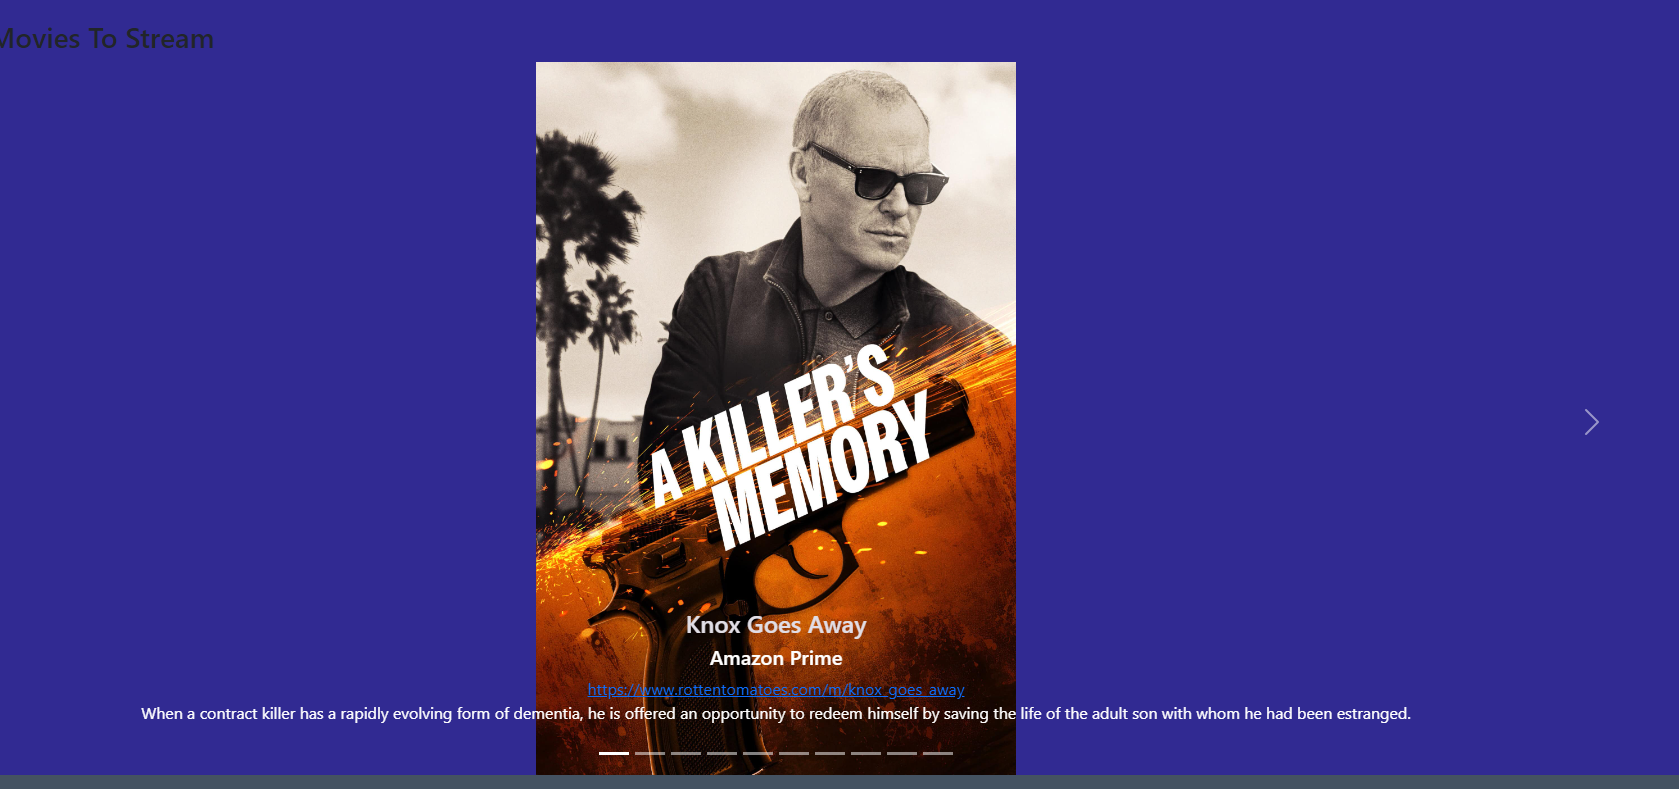 Movies To Stream
A KILLER'S
MEMORY
Knox Goes Away
Amazon Prime
https://www.rottentomatoes.com/m/knox_goes_away
When a contract killer has a rapidly evolving form of dementia, he is offered an opportunity to redeem himself by saving the life of the adult son with whom he had been estranged.